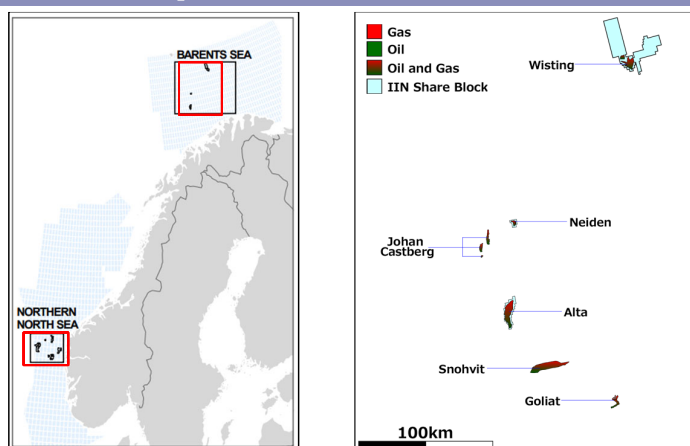 BARENTS SEA
NORTHERN
NORTH SEA
Gas
Oil
Oil and Gas
IIN Share Block
Wisting
Neiden
Johan
Castberg
Alta
Snohvit
Goliat
100km